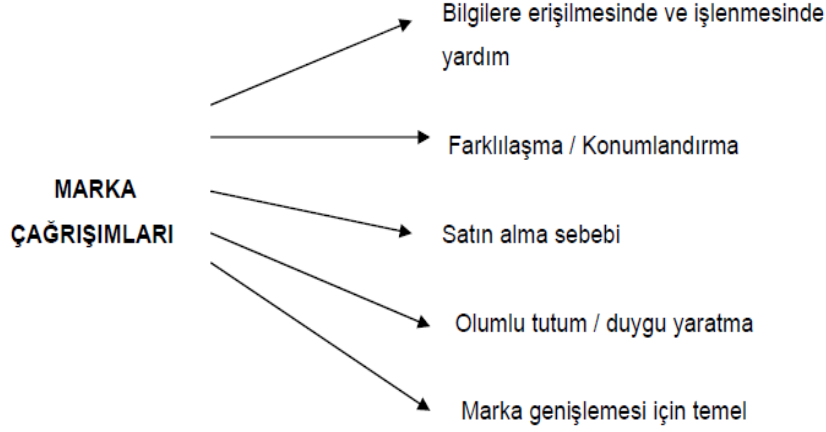 Bilgilere erişilmesinde ve işlenmesinde
yardım
Farklılaşma / Konumlandırma
MARKA
ÇAĞRIŞIMLARI
Satın alma sebebi
Olumlu tutum / duygu yaratma
Marka genişlemesi için temel